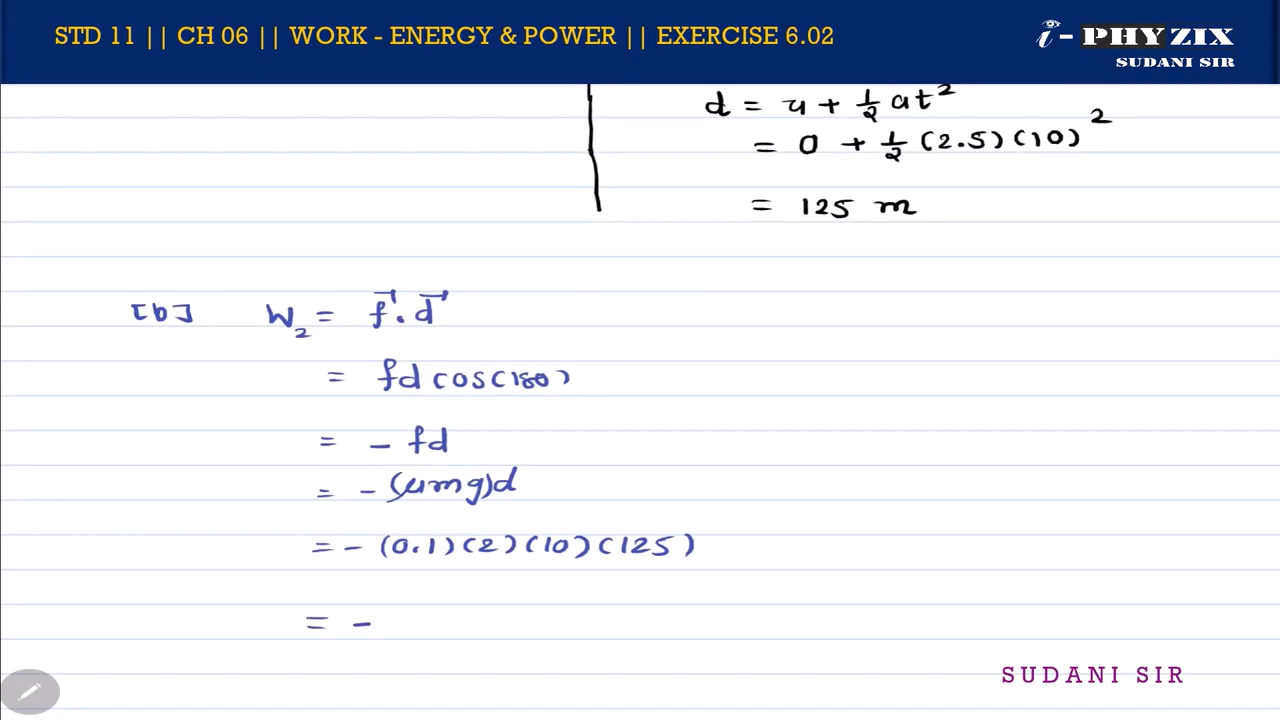 STD 11 || CH 06 || WORK - ENERGY & POWER || EXERCISE 6.02
i - PHYZIX
SUDANI SIR
d = u + 1/2 at²
= 0 + 1/2 (2.5) (10)²
= 125 m
[b] W₂ = f⃗ . d⃗
= fd cos(180)
= - fd
= - (μmg)d
= - (0.1) (2) (10) (125)
= -
SUDANI SIR